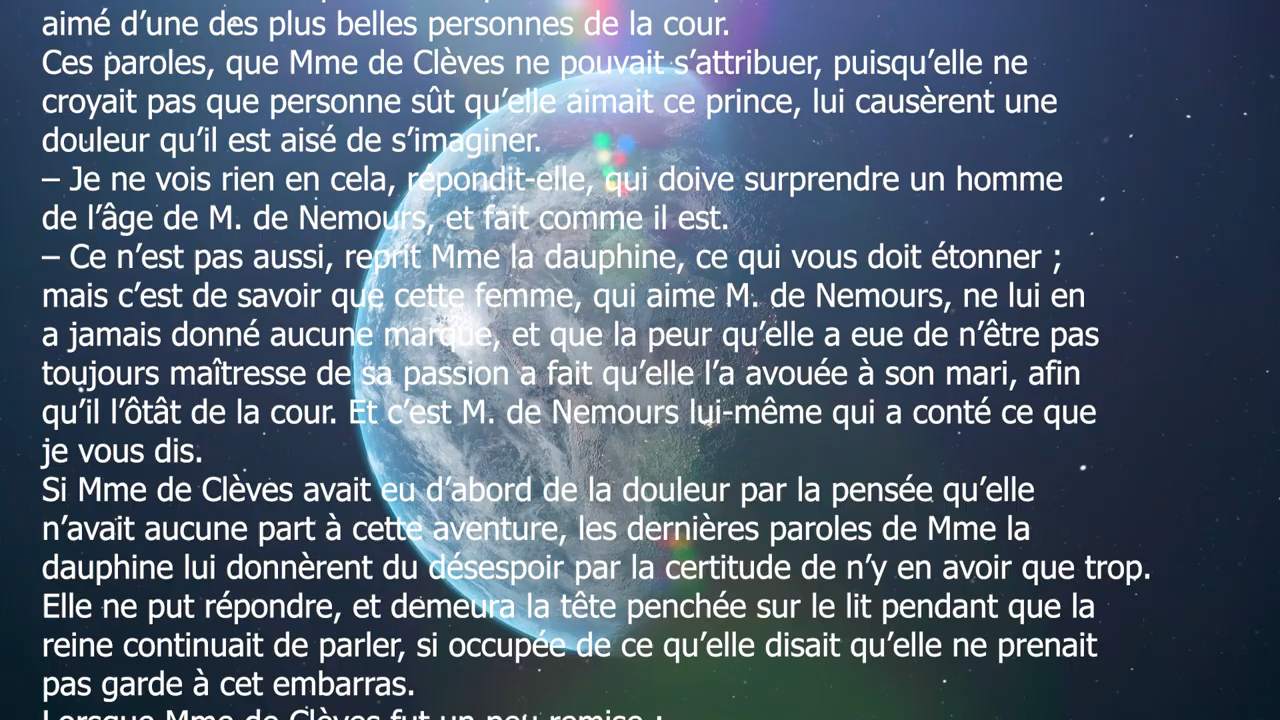 aimé d’une des plus belles personnes de la cour.
Ces paroles, que Mme de Clèves ne pouvait s’attribuer, puisqu’elle ne
croyait pas que personne sût qu’elle aimait ce prince, lui causèrent une
douleur qu’il est aisé de s’imaginer.
– Je ne vois rien en cela, répondit-elle, qui doive surprendre un homme
de l’âge de M. de Nemours, et fait comme il est.
– Ce n’est pas aussi, reprit Mme la dauphine, ce qui vous doit étonner ;
mais c’est de savoir que cette femme, qui aime M. de Nemours, ne lui en
a jamais donné aucune marque, et que la peur qu’elle a eue de n’être pas
toujours maîtresse de sa passion a fait qu’elle l’a avouée à son mari, afin
qu’il l’ôtât de la cour. Et c’est M. de Nemours lui-même qui a conté ce que
je vous dis.
Si Mme de Clèves avait eu d’abord de la douleur par la pensée qu’elle
n’avait aucune part à cette aventure, les dernières paroles de Mme la
dauphine lui donnèrent du désespoir par la certitude de n’y en avoir que trop.
Elle ne put répondre, et demeura la tête penchée sur le lit pendant que la
reine continuait de parler, si occupée de ce qu’elle disait qu’elle ne prenait
pas garde à cet embarras.
Lorsque Mme de Clèves fut un peu remise :